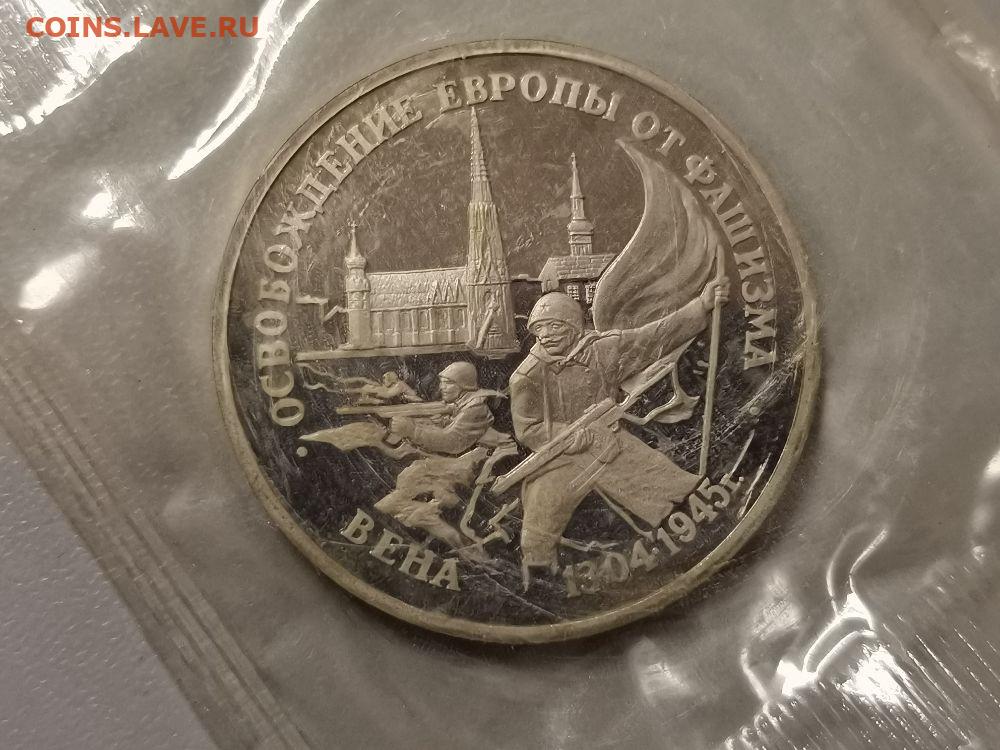 COINS.LAVE.RU
• ОСВОБОЖДЕНИЕ ЕВРОПЫ ОТ ФАШИЗМА •
ВЕНА
13.04.1945г.